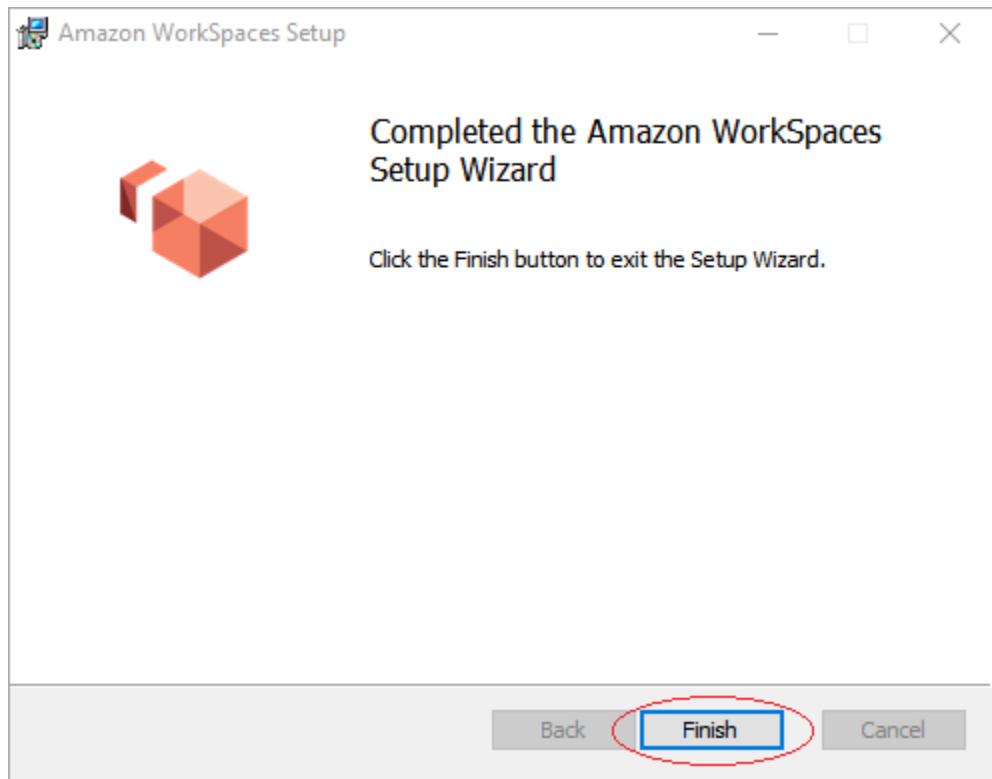 Amazon WorkSpaces Setup
Completed the Amazon WorkSpaces
Setup Wizard
Click the Finish button to exit the Setup Wizard.
Back Finish Cancel